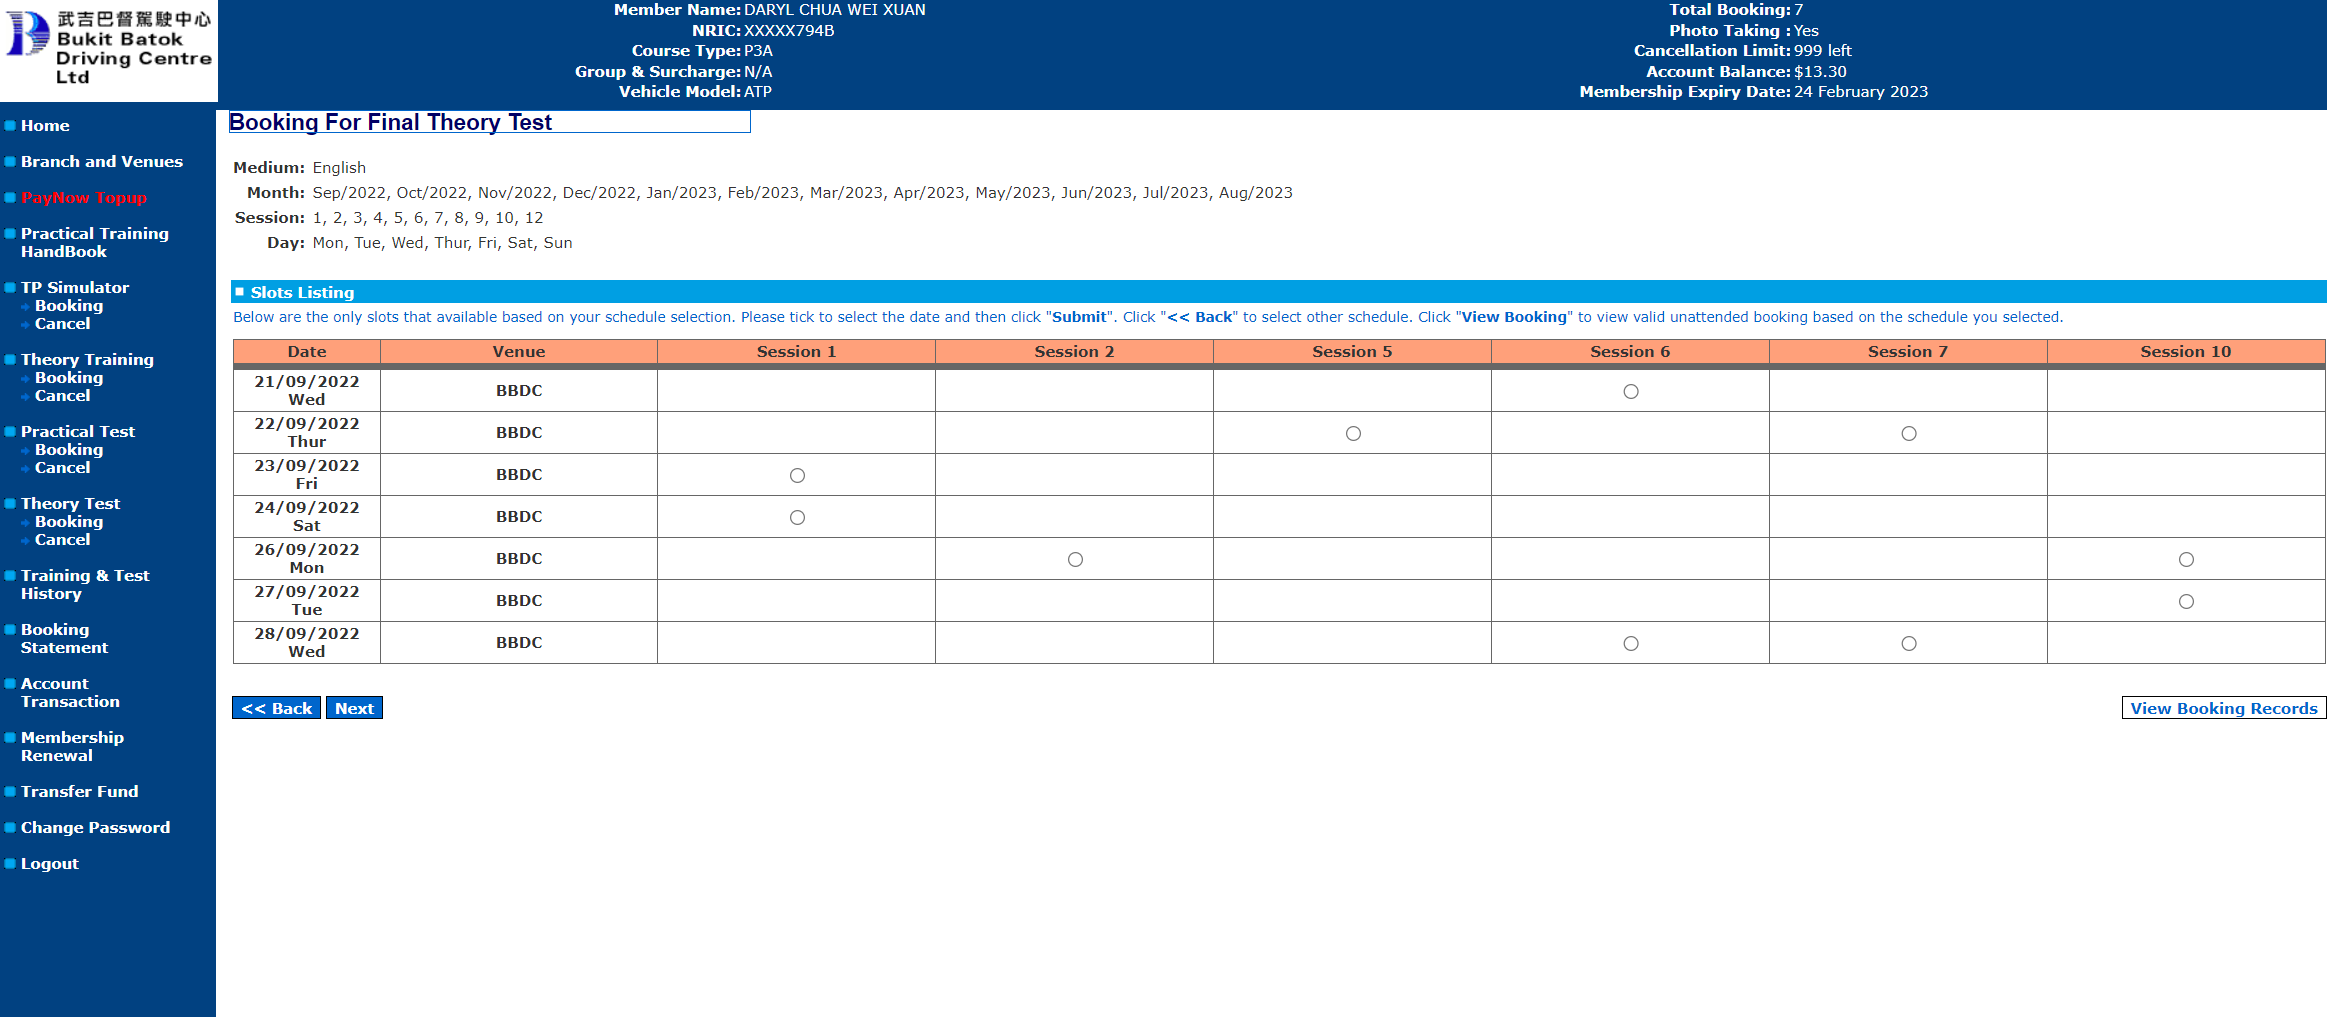 武吉巴督駕駛中心
Bukit Batok
Driving Centre
Ltd
Member Name: DARYL CHUA WEI XUAN
NRIC: XXXXX794B
Course Type: P3A
Group & Surcharge: N/A
Vehicle Model: ATP
Total Booking: 7
Photo Taking : Yes
Cancellation Limit: 999 left
Account Balance: $13.30
Membership Expiry Date: 24 February 2023
Home
Branch and Venues
PayNow Topup
Practical Training
HandBook
TP Simulator
Booking
Cancel
Theory Training
Booking
Cancel
Practical Test
Booking
Cancel
Theory Test
Booking
Cancel
Training & Test
History
Booking
Statement
Account
Transaction
Membership
Renewal
Transfer Fund
Change Password
Logout
Booking For Final Theory Test
Medium: English
Month: Sep/2022, Oct/2022, Nov/2022, Dec/2022, Jan/2023, Feb/2023, Mar/2023, Apr/2023, May/2023, Jun/2023, Jul/2023, Aug/2023
Session: 1, 2, 3, 4, 5, 6, 7, 8, 9, 10, 12
Day: Mon, Tue, Wed, Thur, Fri, Sat, Sun
Slots Listing
Below are the only slots that available based on your schedule selection. Please tick to select the date and then click "Submit". Click "<< Back" to select other schedule. Click "View Booking" to view valid unattended booking based on the schedule you selected.
Date Venue Session 1 Session 2 Session 5 Session 6 Session 7 Session 10
21/09/2022
Wed
BBDC
22/09/2022
Thur
BBDC
23/09/2022
Fri
BBDC
24/09/2022
Sat
BBDC
26/09/2022
Mon
BBDC
27/09/2022
Tue
BBDC
28/09/2022
Wed
BBDC
<< Back Next View Booking Records